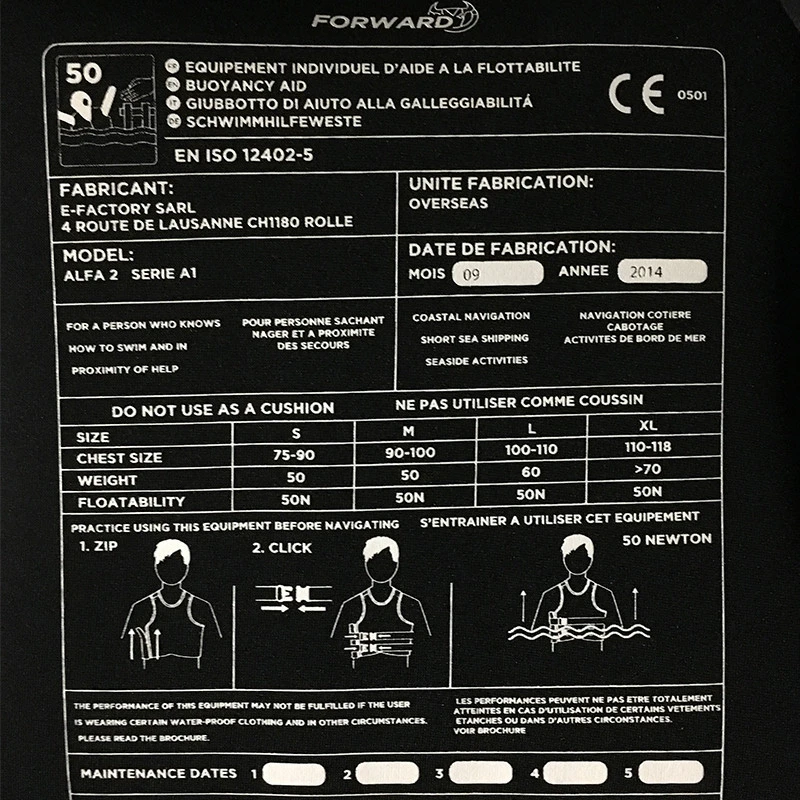 FORWARD
50
FR EQUIPEMENT INDIVIDUEL D'AIDE A LA FLOTTABILITE
EN BUOYANCY AID
IT GIUBBOTTO DI AIUTO ALLA GALLEGGIABILITÁ
DE SCHWIMMHILFEWESTE
CE 0501
EN ISO 12402-5
FABRICANT:
E-FACTORY SARL
4 ROUTE DE LAUSANNE CH1180 ROLLE
UNITE FABRICATION:
OVERSEAS
MODEL:
ALFA 2 SERIE A1
DATE DE FABRICATION:
MOIS 09 ANNEE 2014
FOR A PERSON WHO KNOWS
HOW TO SWIM AND IN
PROXIMITY OF HELP
POUR PERSONNE SACHANT
NAGER ET A PROXIMITE
DES SECOURS
COASTAL NAVIGATION
SHORT SEA SHIPPING
SEASIDE ACTIVITIES
NAVIGATION COTIERE
CABOTAGE
ACTIVITES DE BORD DE MER
DO NOT USE AS A CUSHION NE PAS UTILISER COMME COUSSIN
SIZE S M L XL
CHEST SIZE 75-90 90-100 100-110 110-118
WEIGHT 50 50 60 >70
FLOATABILITY 50N 50N 50N 50N
PRACTICE USING THIS EQUIPMENT BEFORE NAVIGATING S'ENTRAINER A UTILISER CET EQUIPEMENT
1. ZIP 2. CLICK 50 NEWTON
THE PERFORMANCE OF THIS EQUIPMENT MAY NOT BE FULFILLED IF THE USER
IS WEARING CERTAIN WATER-PROOF CLOTHING AND IN OTHER CIRCUMSTANCES.
PLEASE READ THE BROCHURE.
LES PERFORMANCES PEUVENT NE PAS ETRE TOTALEMENT
ATTEINTES EN CAS D'UTILISATION DE CERTAINS VETEMENTS
ETANCHES OU DANS D'AUTRES CIRCONSTANCES.
VOIR BROCHURE
MAINTENANCE DATES 1 2 3 4 5